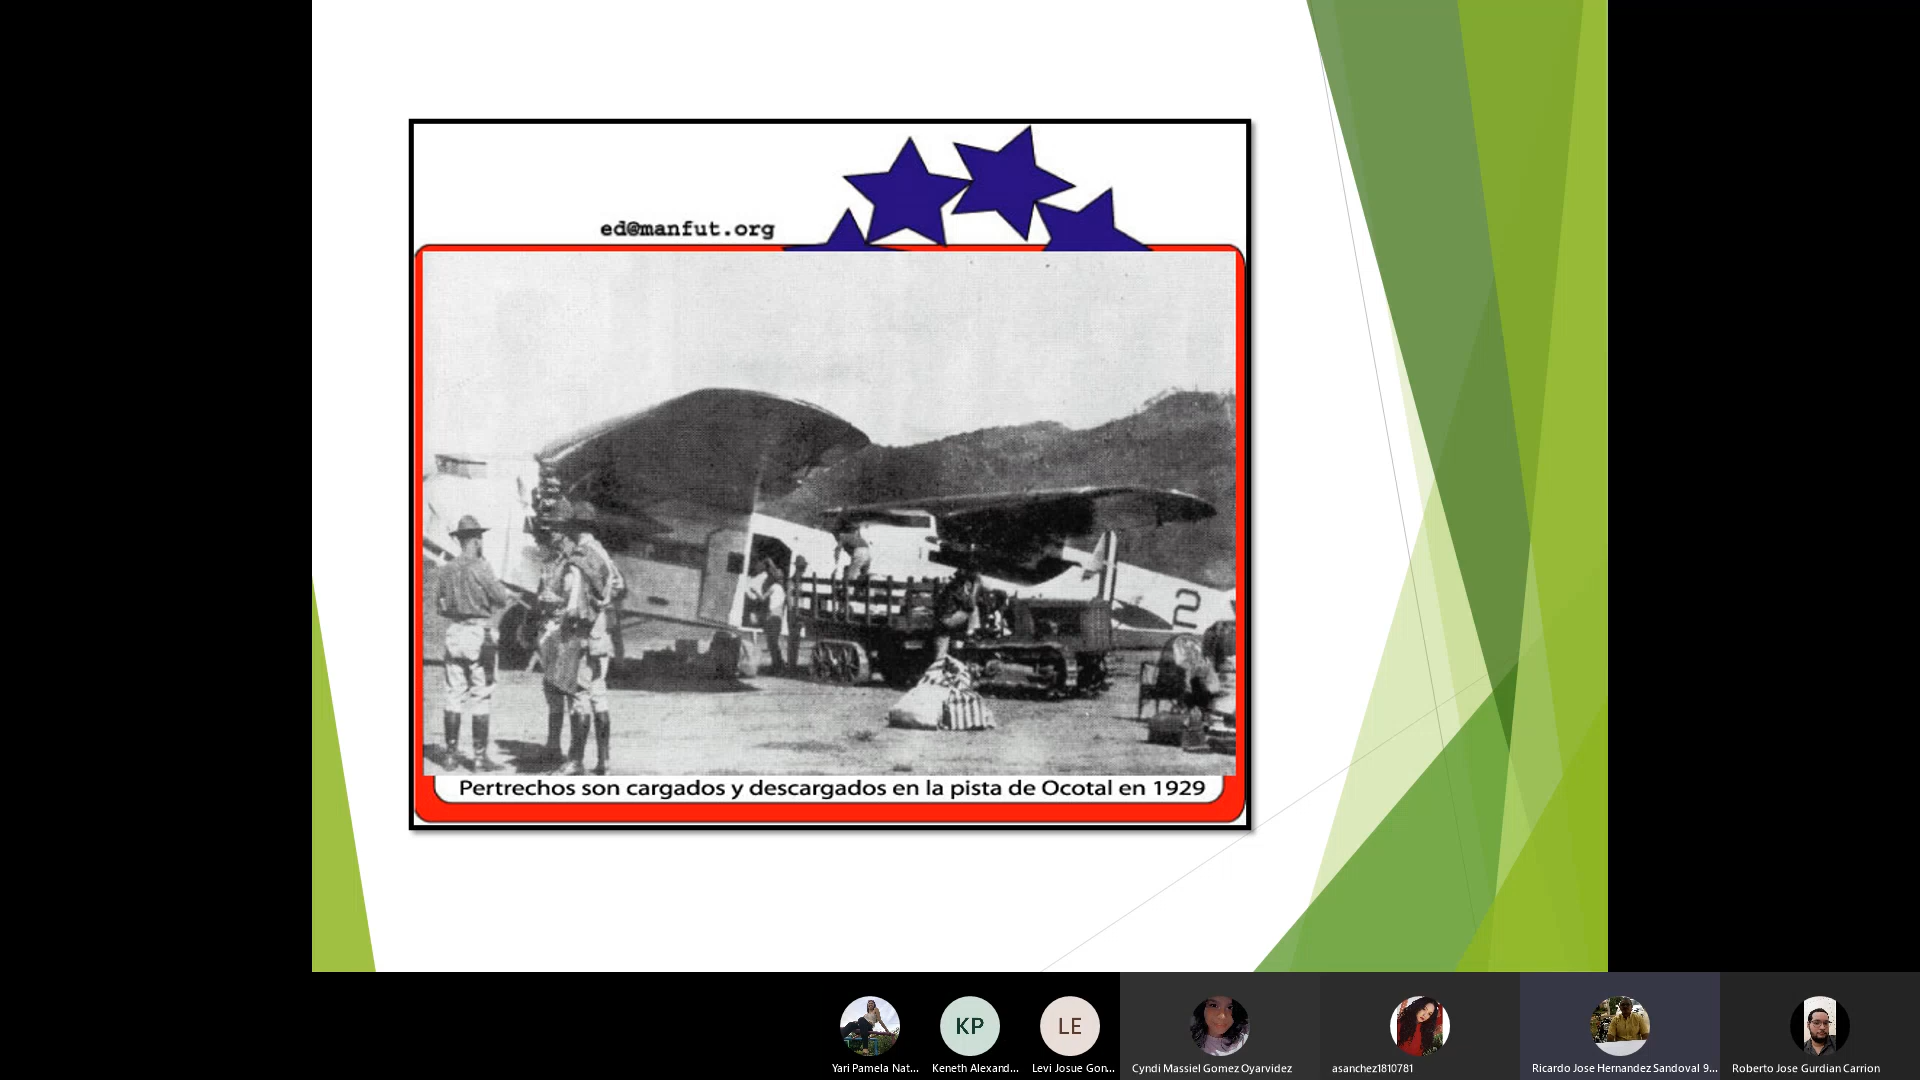 ed@manfut.org
2
Pertrechos son cargados y descargados en la pista de Ocotal en 1929
KP
LE
Yari Pamela Nat...
Keneth Alexand...
Levi Josue Gon...
Cyndi Massiel Gomez Oyarvidez
asanchez1810781
Ricardo Jose Hernandez Sandoval 9...
Roberto Jose Gurdian Carrion